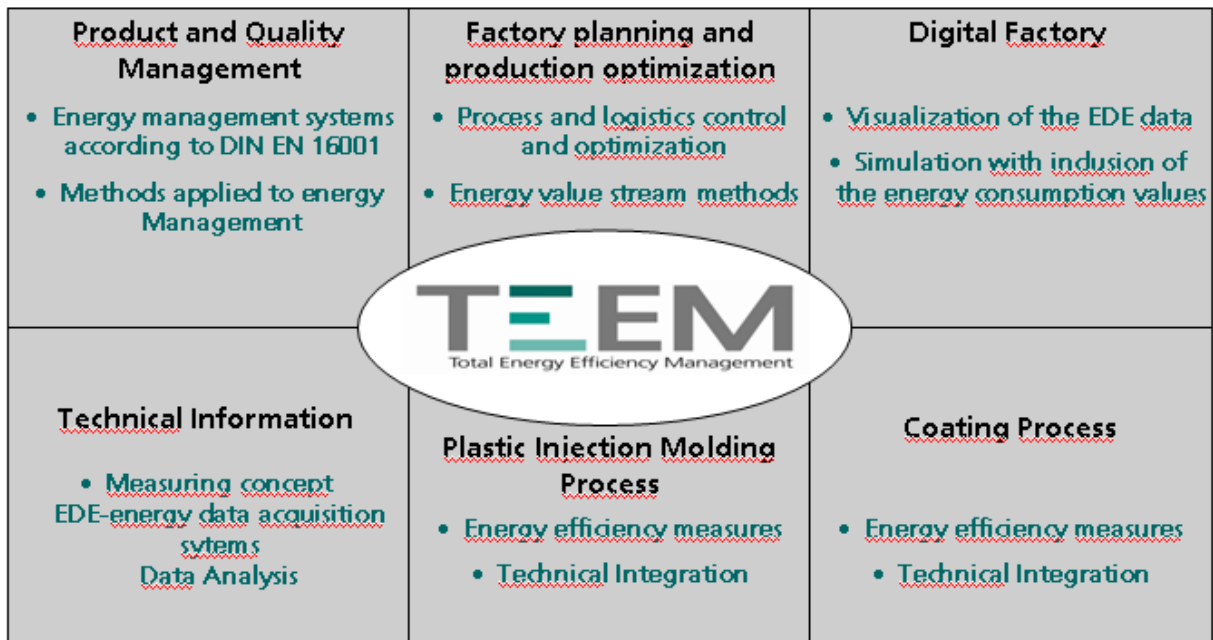 Product and Quality
Management
• Energy management systems
according to DIN EN 16001
• Methods applied to energy
Management
Factory planning and
production optimization
• Process and logistics control
and optimization
• Energy value stream methods
Digital Factory
• Visualization of the EDE data
• Simulation with inclusion of
the energy consumption values
TEEM
Total Energy Efficiency Management
Technical Information
• Measuring concept
EDE-energy data acquisition
sytems
Data Analysis
Plastic Injection Molding
Process
• Energy efficiency measures
• Technical Integration
Coating Process
• Energy efficiency measures
• Technical Integration